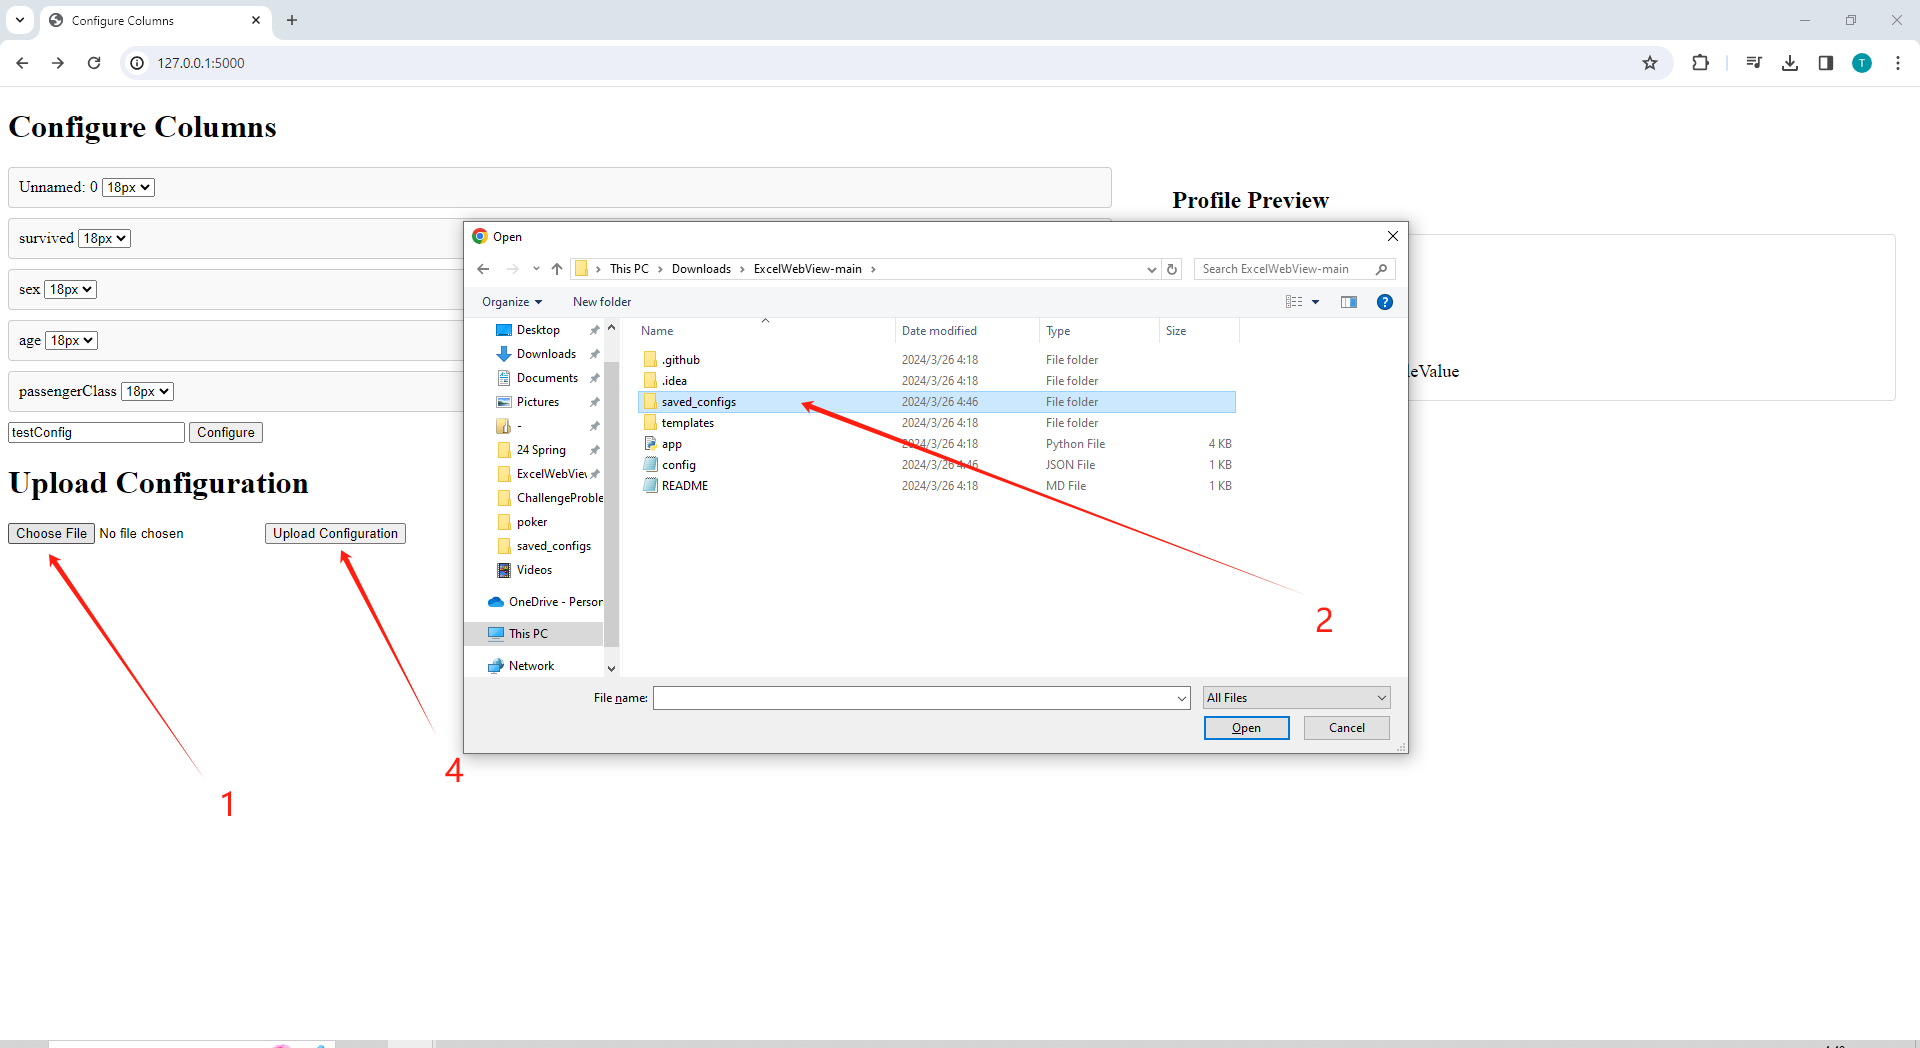 Configure Columns
127.0.0.1:5000
T
Configure Columns
Unnamed: 0 18px
survived 18px
sex 18px
age 18px
passengerClass 18px
testConfig Configure
Upload Configuration
Choose File No file chosen Upload Configuration
Profile Preview
eValue
Open
This PC > Downloads > ExcelWebView-main >
Search ExcelWebView-main
Organize New folder
?
Desktop
Downloads
Documents
Pictures
-
24 Spring
ExcelWebView
ChallengeProble
poker
saved_configs
Videos
OneDrive - Person
This PC
Network
Name Date modified Type Size
.github 2024/3/26 4:18 File folder
.idea 2024/3/26 4:18 File folder
saved_configs 2024/3/26 4:46 File folder
templates 2024/3/26 4:18 File folder
app 2024/3/26 4:18 Python File 4 KB
config 2024/3/26 4:46 JSON File 1 KB
README 2024/3/26 4:18 MD File 1 KB
File name: All Files
Open Cancel
1
2
4